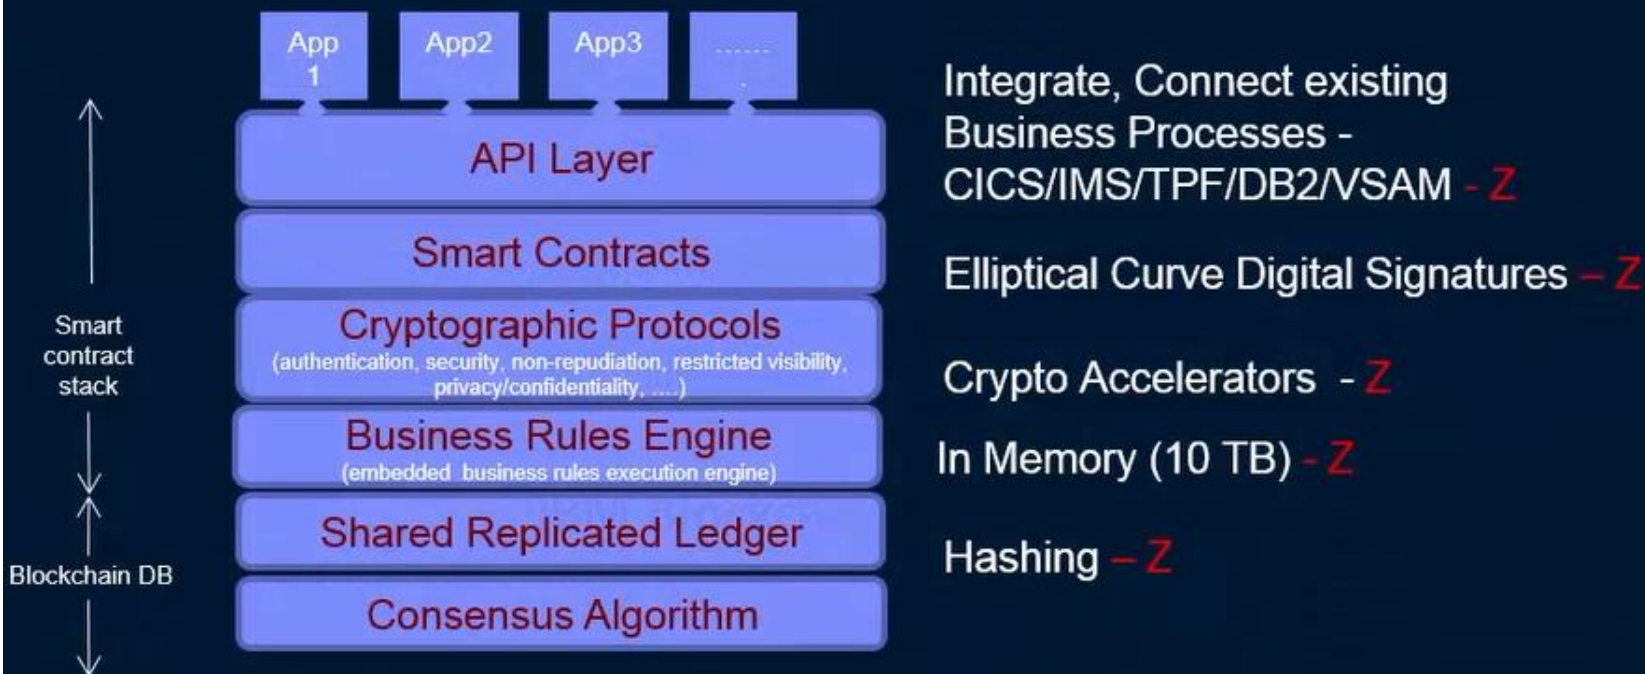 App
1
App2
App3
......
.
API Layer
Smart Contracts
Cryptographic Protocols
(authentication, security, non-repudiation, restricted visibility,
privacy/confidentiality, ....)
Business Rules Engine
(embedded business rules execution engine)
Shared Replicated Ledger
Consensus Algorithm
Smart
contract
stack
Blockchain DB
Integrate, Connect existing
Business Processes -
CICS/IMS/TPF/DB2/VSAM - Z
Elliptical Curve Digital Signatures – Z
Crypto Accelerators - Z
In Memory (10 TB) - Z
Hashing – Z